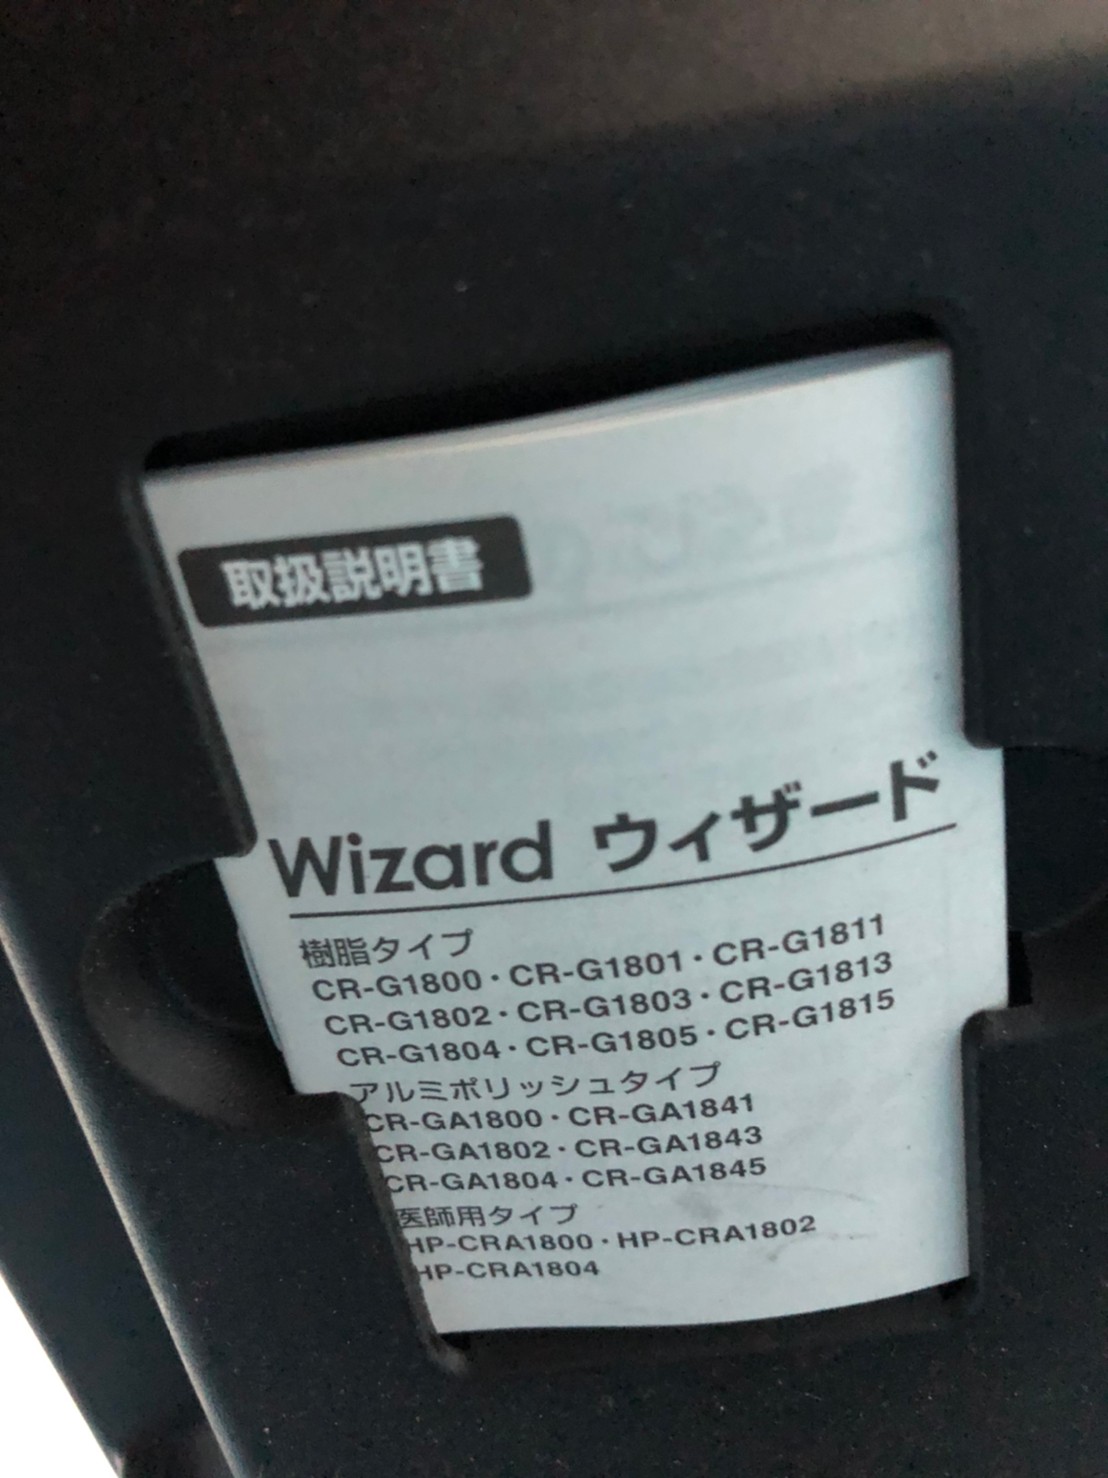 取扱説明書
Wizard ウィザード
樹脂タイプ
CR-G1800・CR-G1801・CR-G1811
CR-G1802・CR-G1803・CR-G1813
CR-G1804・CR-G1805・CR-G1815
アルミポリッシュタイプ
CR-GA1800・CR-GA1841
CR-GA1802・CR-GA1843
CR-GA1804・CR-GA1845
医師用タイプ
HP-CRA1800・HP-CRA1802
HP-CRA1804